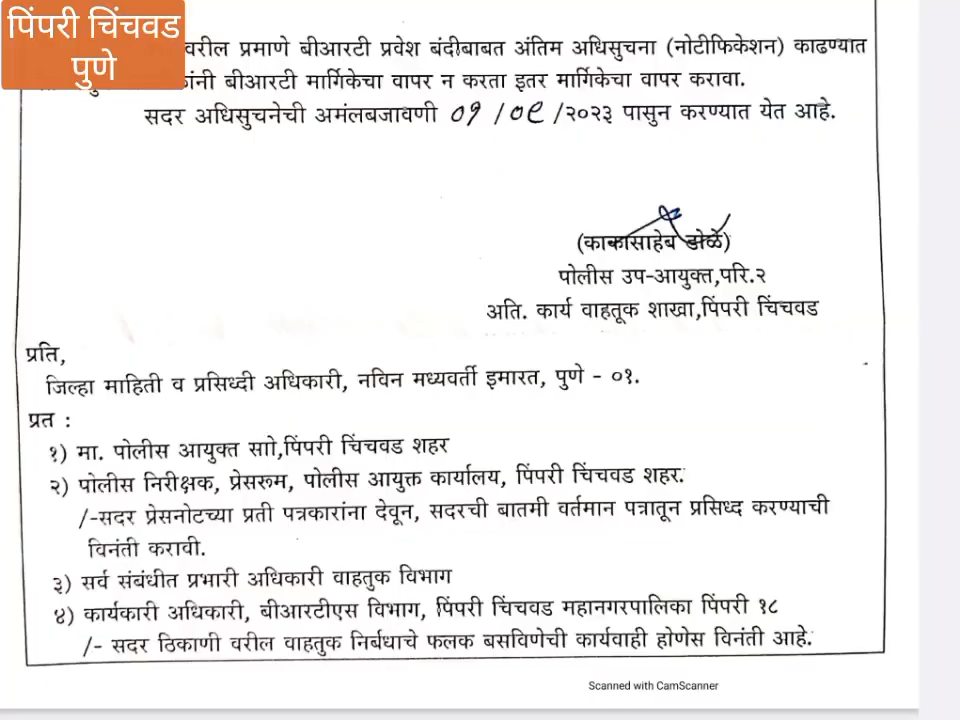 पिंपरी चिंचवड
पुणे
वरील प्रमाणे बीआरटी प्रवेश बंदीबाबत अंतिम अधिसुचना (नोटीफिकेशन) काढण्यात
कांनी बीआरटी मार्गिकेचा वापर न करता इतर मार्गिकेचा वापर करावा.
सदर अधिसुचनेची अमंलबजावणी ०१/०९/२०२३ पासुन करण्यात येत आहे.
(काकासाहेब डोळे)
पोलीस उप-आयुक्त,परि.२
अति. कार्य वाहतूक शाखा,पिंपरी चिंचवड
प्रति,
जिल्हा माहिती व प्रसिध्दी अधिकारी, नविन मध्यवर्ती इमारत, पुणे - ०१.
प्रत :
१) मा. पोलीस आयुक्त साो,पिंपरी चिंचवड शहर
२) पोलीस निरीक्षक, प्रेसरूम, पोलीस आयुक्त कार्यालय, पिंपरी चिंचवड शहर.
/-सदर प्रेसनोटच्या प्रती पत्रकारांना देवून, सदरची बातमी वर्तमान पत्रातून प्रसिध्द करण्याची
विनंती करावी.
३) सर्व संबंधीत प्रभारी अधिकारी वाहतुक विभाग
४) कार्यकारी अधिकारी, बीआरटीएस विभाग, पिंपरी चिंचवड महानगरपालिका पिंपरी १८
/- सदर ठिकाणी वरील वाहतुक निर्बधाचे फलक बसविणेची कार्यवाही होणेस विनंती आहे.
Scanned with CamScanner